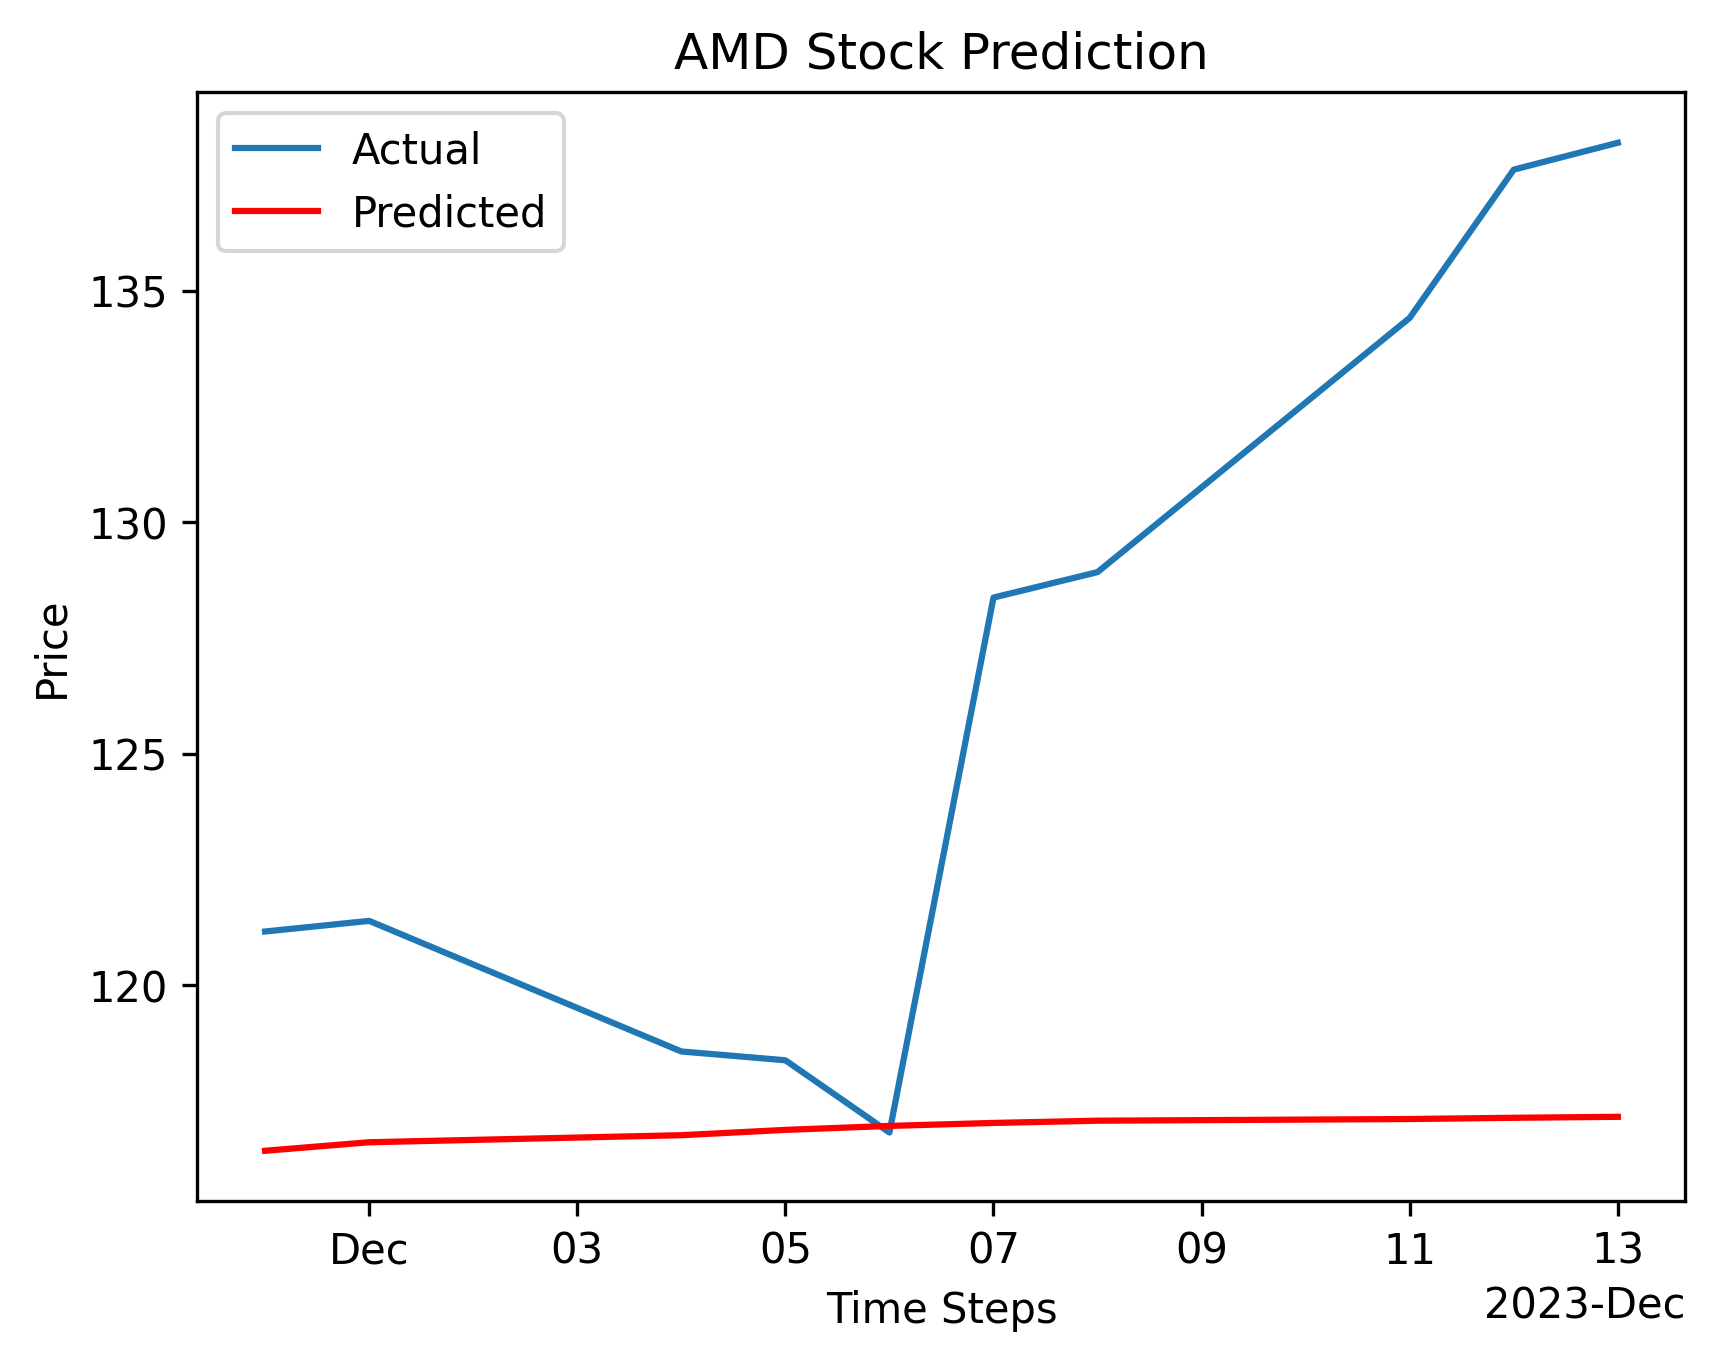 AMD Stock Prediction
Actual
Predicted
135
130
125
120
Price
Dec 03 05 07 09 11 13
2023-Dec
Time Steps